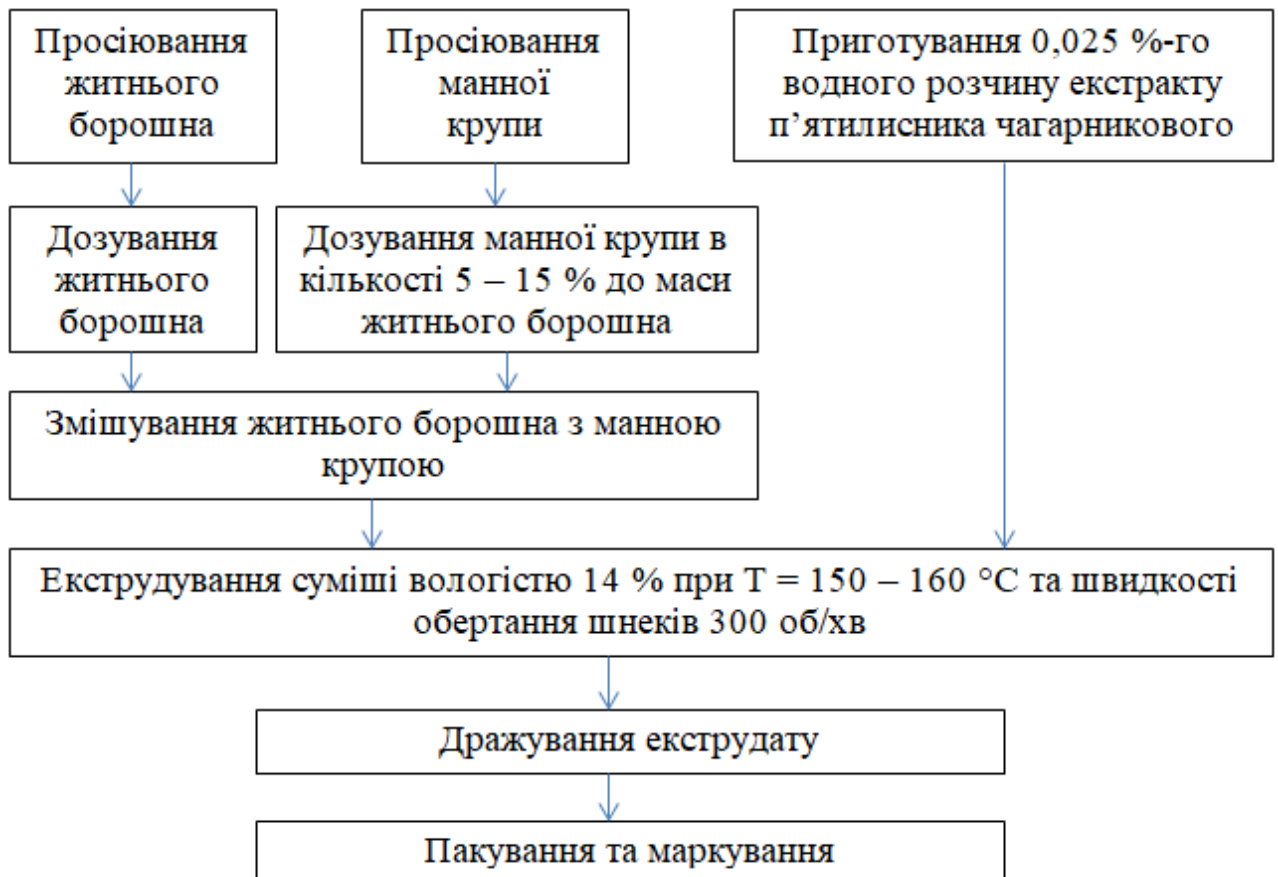 Просіювання
житнього
борошна
Просіювання
манної
крупи
Приготування 0,025 %-го
водного розчину екстракту
п’ятилисника чагарникового
Дозування
житнього
борошна
Дозування манної крупи в
кількості 5 – 15 % до маси
житнього борошна
Змішування житнього борошна з манною
крупою
Екструдування суміші вологістю 14 % при Т = 150 – 160 °С та швидкості
обертання шнеків 300 об/хв
Дражування екструдату
Пакування та маркування